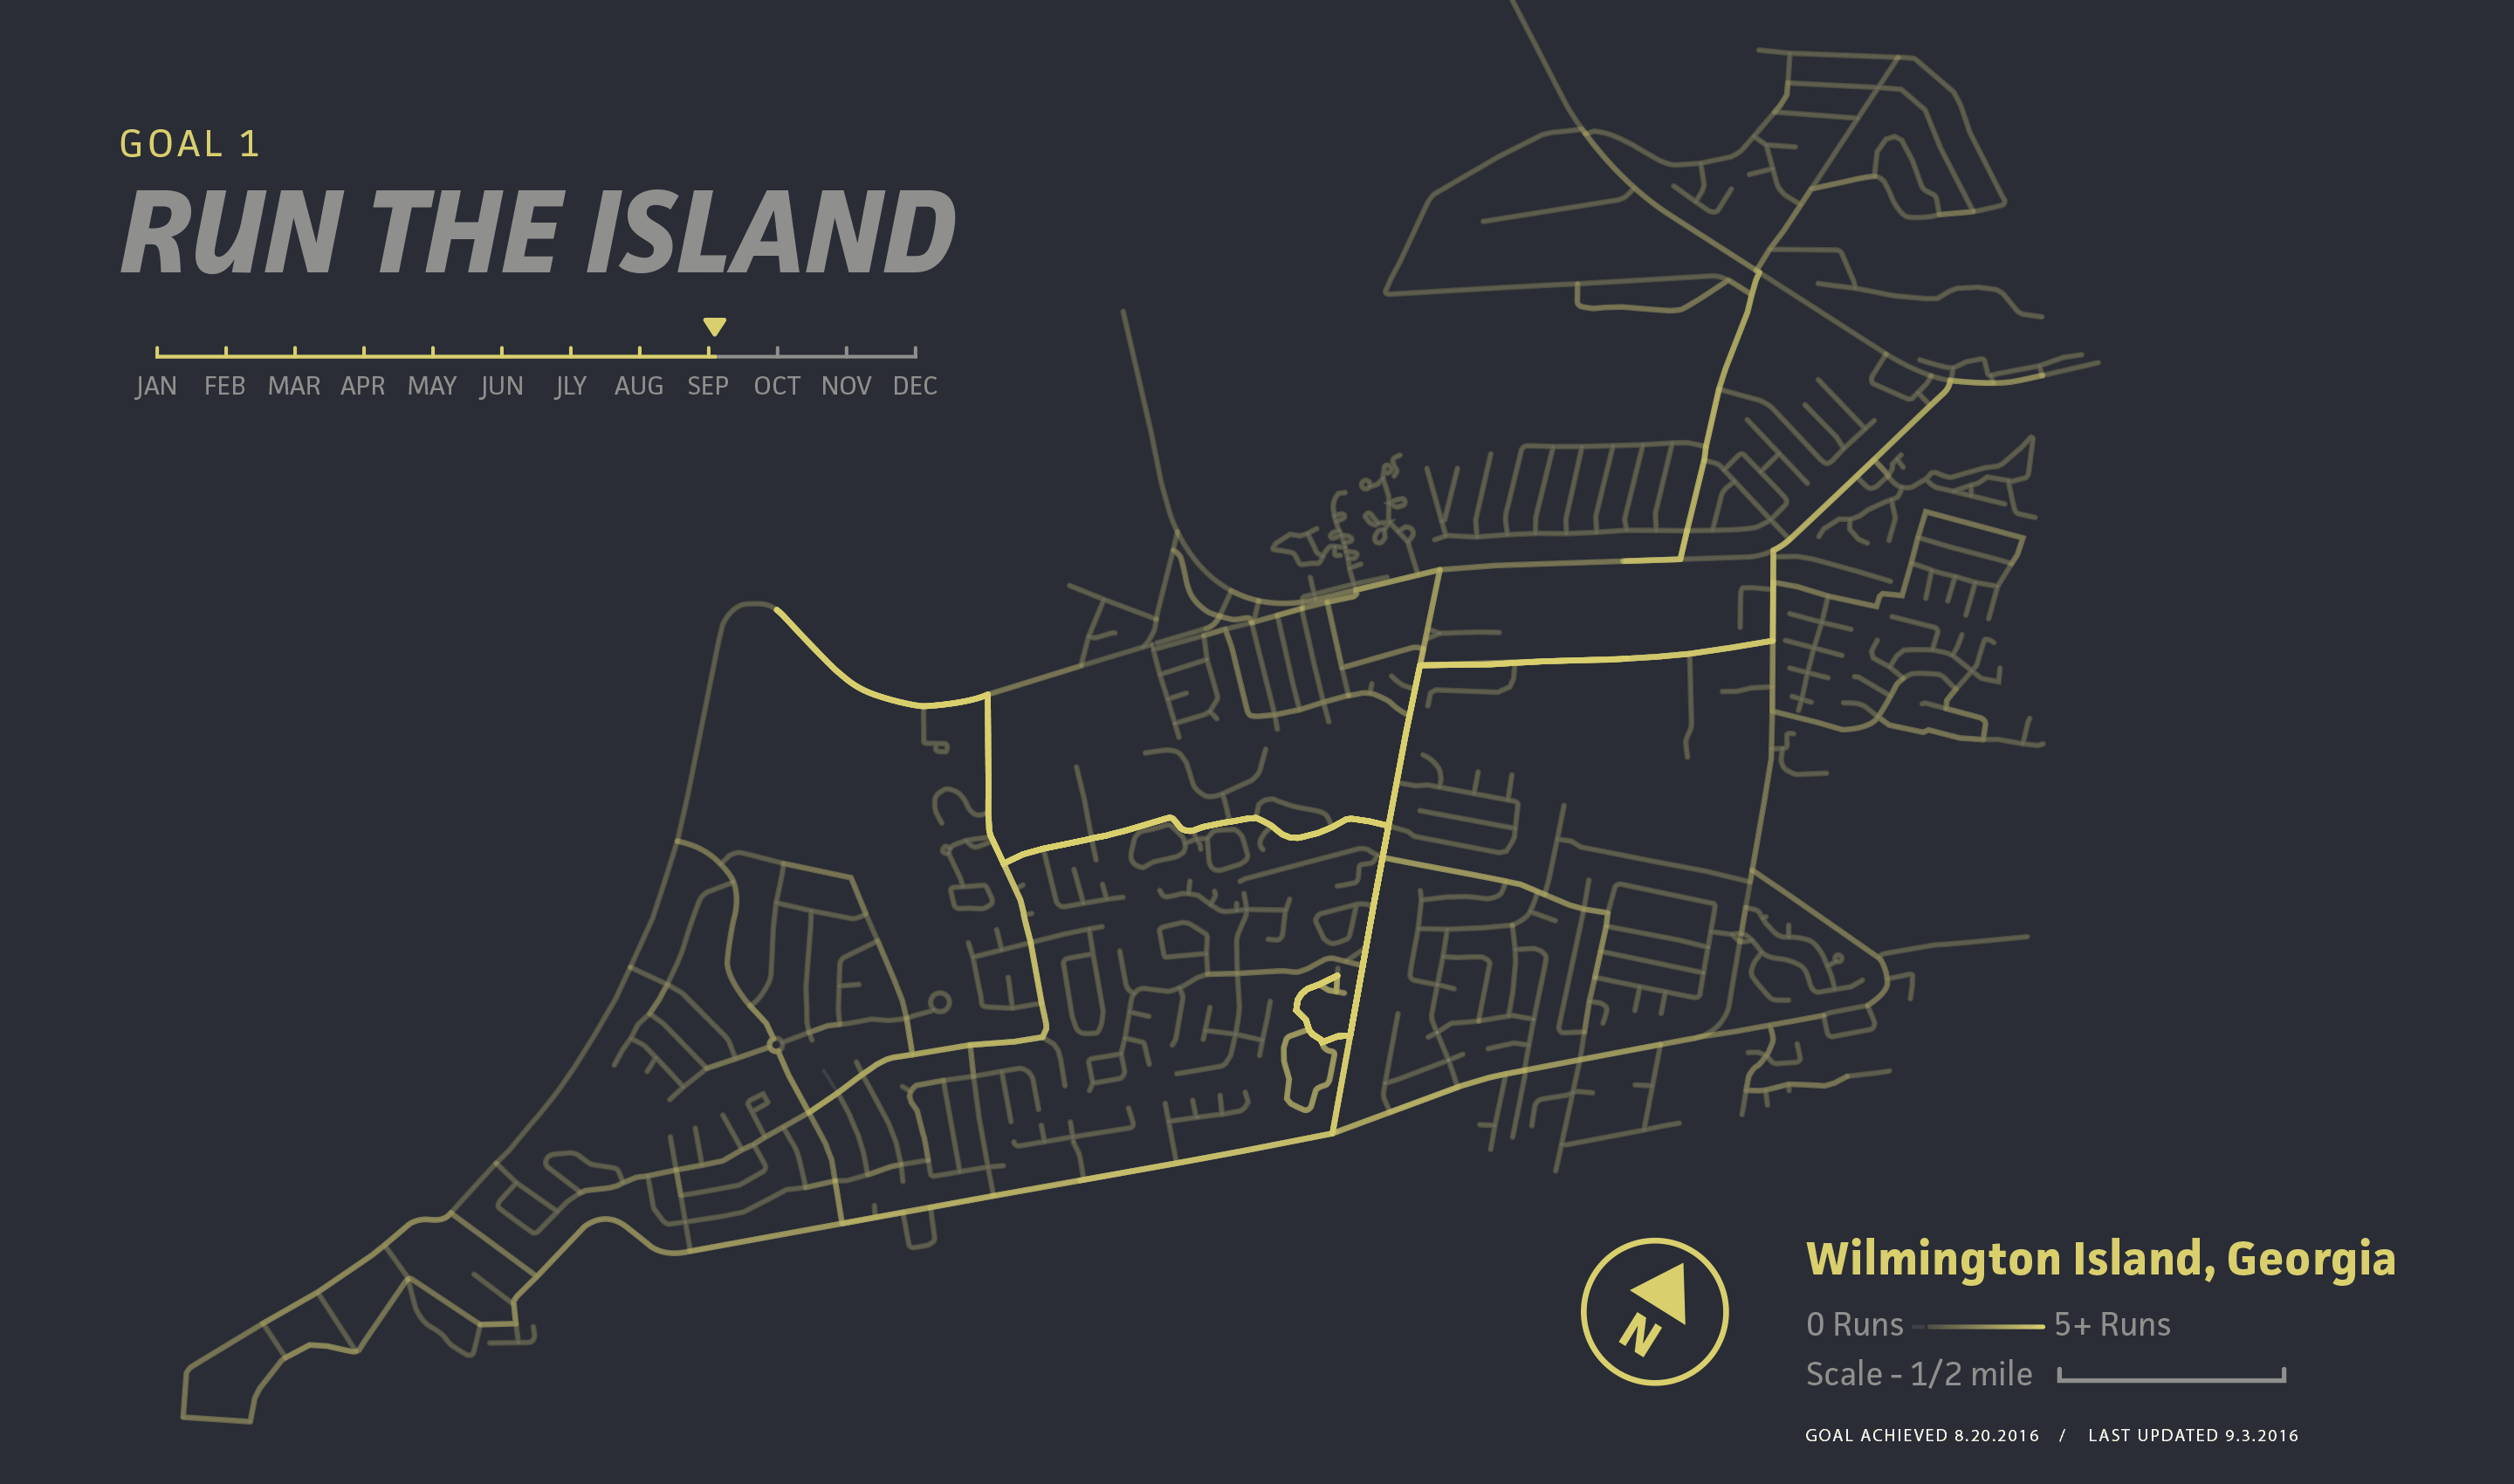 GOAL 1
RUN THE ISLAND
JAN FEB MAR APR MAY JUN JLY AUG SEP OCT NOV DEC
N
Wilmington Island, Georgia
0 Runs 5+ Runs
Scale - 1/2 mile
GOAL ACHIEVED 8.20.2016 / LAST UPDATED 9.3.2016